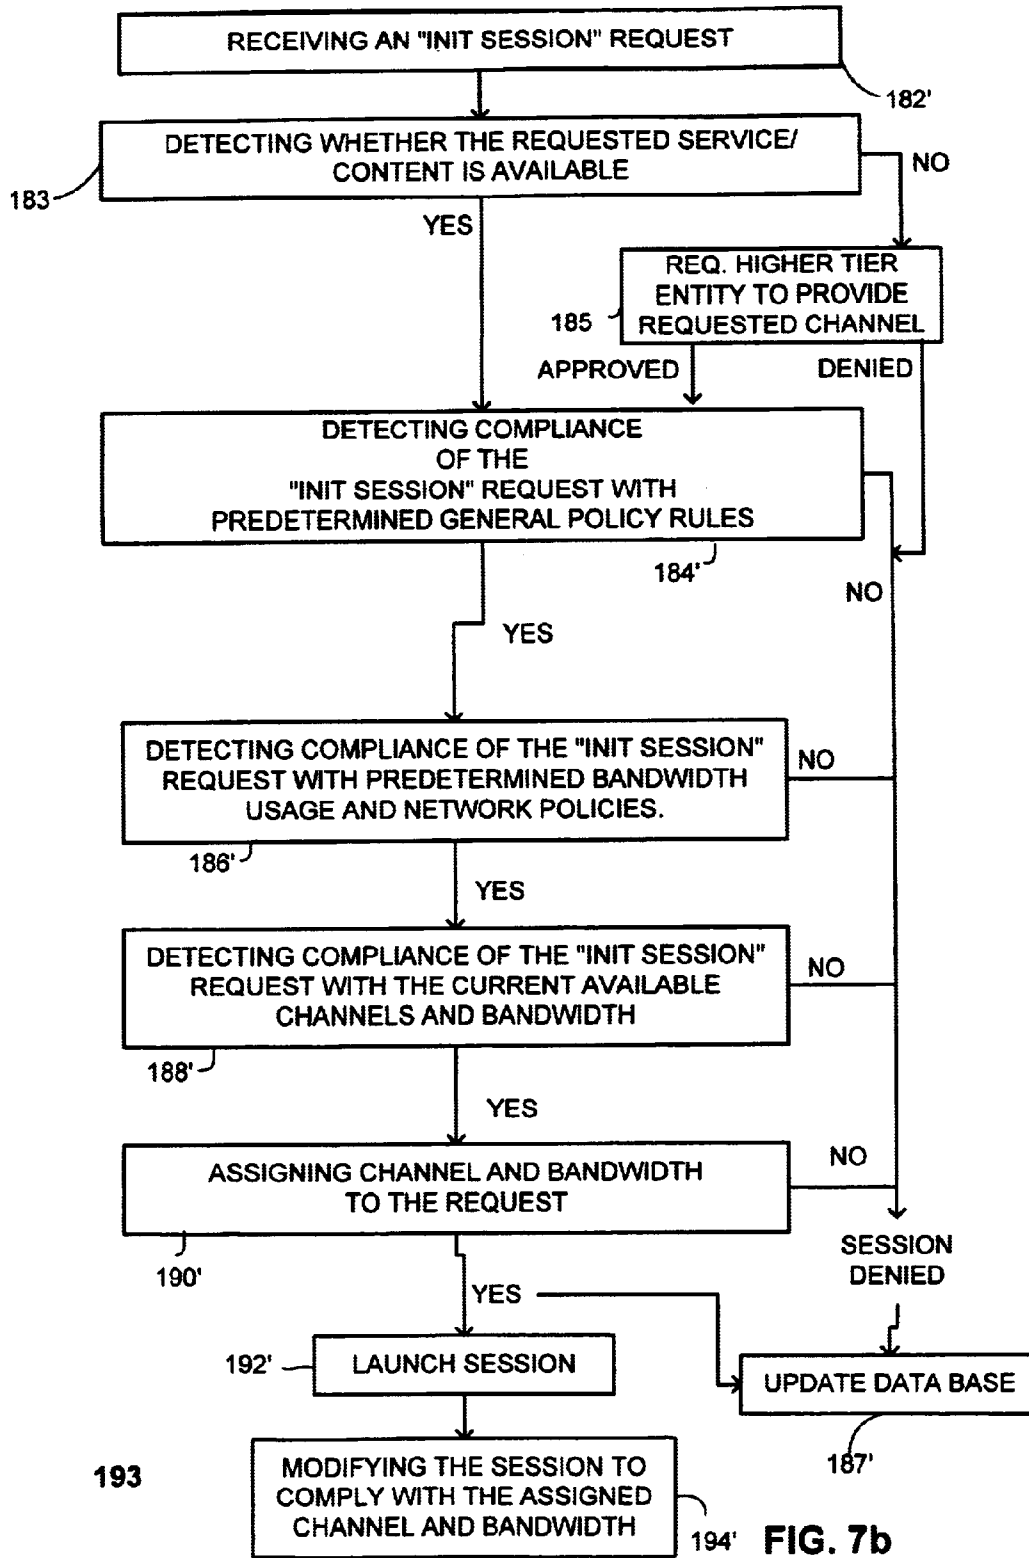 RECEIVING AN "INIT SESSION" REQUEST
182'
DETECTING WHETHER THE REQUESTED SERVICE/
CONTENT IS AVAILABLE
183
NO
YES
REQ. HIGHER TIER
ENTITY TO PROVIDE
REQUESTED CHANNEL
185
APPROVED
DENIED
DETECTING COMPLIANCE
OF THE
"INIT SESSION" REQUEST WITH
PREDETERMINED GENERAL POLICY RULES
184'
NO
YES
DETECTING COMPLIANCE OF THE "INIT SESSION"
REQUEST WITH PREDETERMINED BANDWIDTH
USAGE AND NETWORK POLICIES.
NO
186'
YES
DETECTING COMPLIANCE OF THE "INIT SESSION"
REQUEST WITH THE CURRENT AVAILABLE
CHANNELS AND BANDWIDTH
NO
188'
YES
ASSIGNING CHANNEL AND BANDWIDTH
TO THE REQUEST
NO
190'
SESSION
DENIED
YES
192'
LAUNCH SESSION
UPDATE DATA BASE
187'
193
MODIFYING THE SESSION TO
COMPLY WITH THE ASSIGNED
CHANNEL AND BANDWIDTH
194'
FIG. 7b